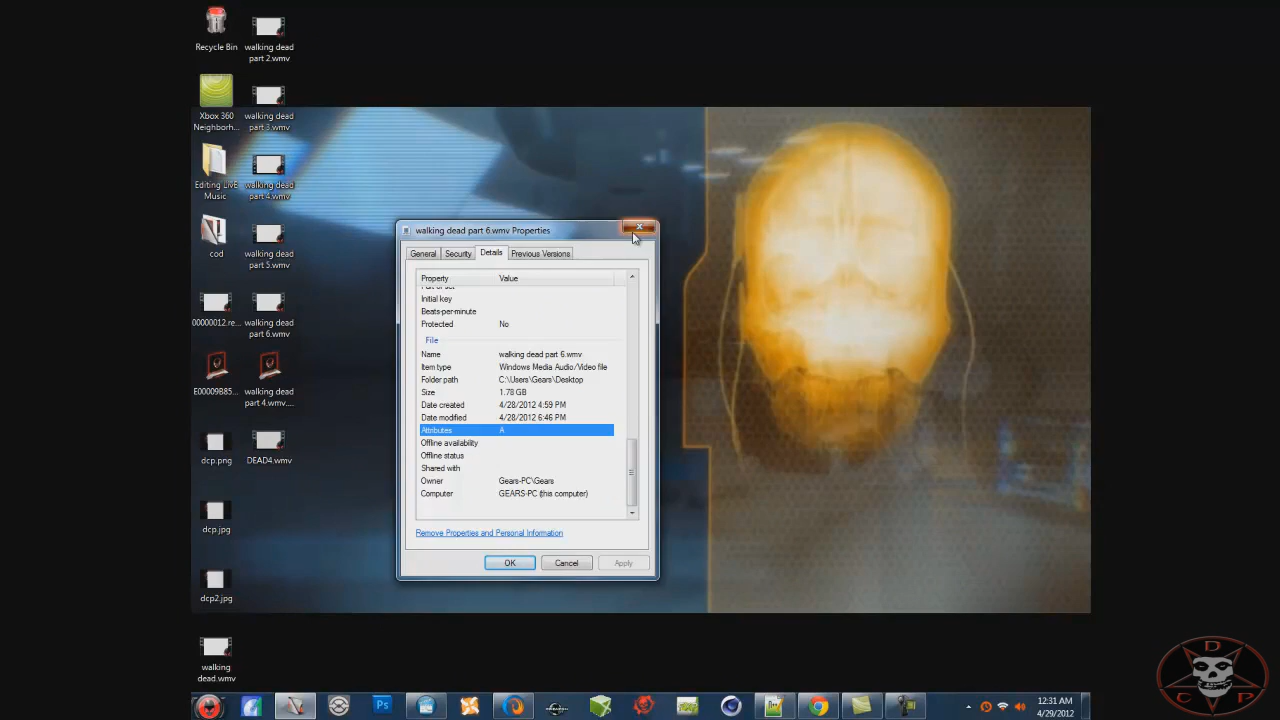 Recycle Bin
walking dead
part 2.wmv
Xbox 360
Neighborh...
walking dead
part 3.wmv
Editing LivE
Music
walking dead
part 4.wmv
cod
walking dead
part 5.wmv
00000012.re...
walking dead
part 6.wmv
E00009B85...
walking dead
part 4.wmv....
dcp.png
DEAD4.wmv
dcp.jpg
dcp2.jpg
walking
dead.wmv
walking dead part 6.wmv Properties
General Security Details Previous Versions
Property Value
Part of set
Initial key
Beats-per-minute
Protected No
File
Name walking dead part 6.wmv
Item type Windows Media Audio/Video file
Folder path C:\Users\Gears\Desktop
Size 1.78 GB
Date created 4/28/2012 4:59 PM
Date modified 4/28/2012 6:46 PM
Attributes A
Offline availability
Offline status
Shared with
Owner Gears-PC\Gears
Computer GEARS-PC (this computer)
Remove Properties and Personal Information
OK Cancel Apply
Ps
12:31 AM
4/29/2012
D
C P